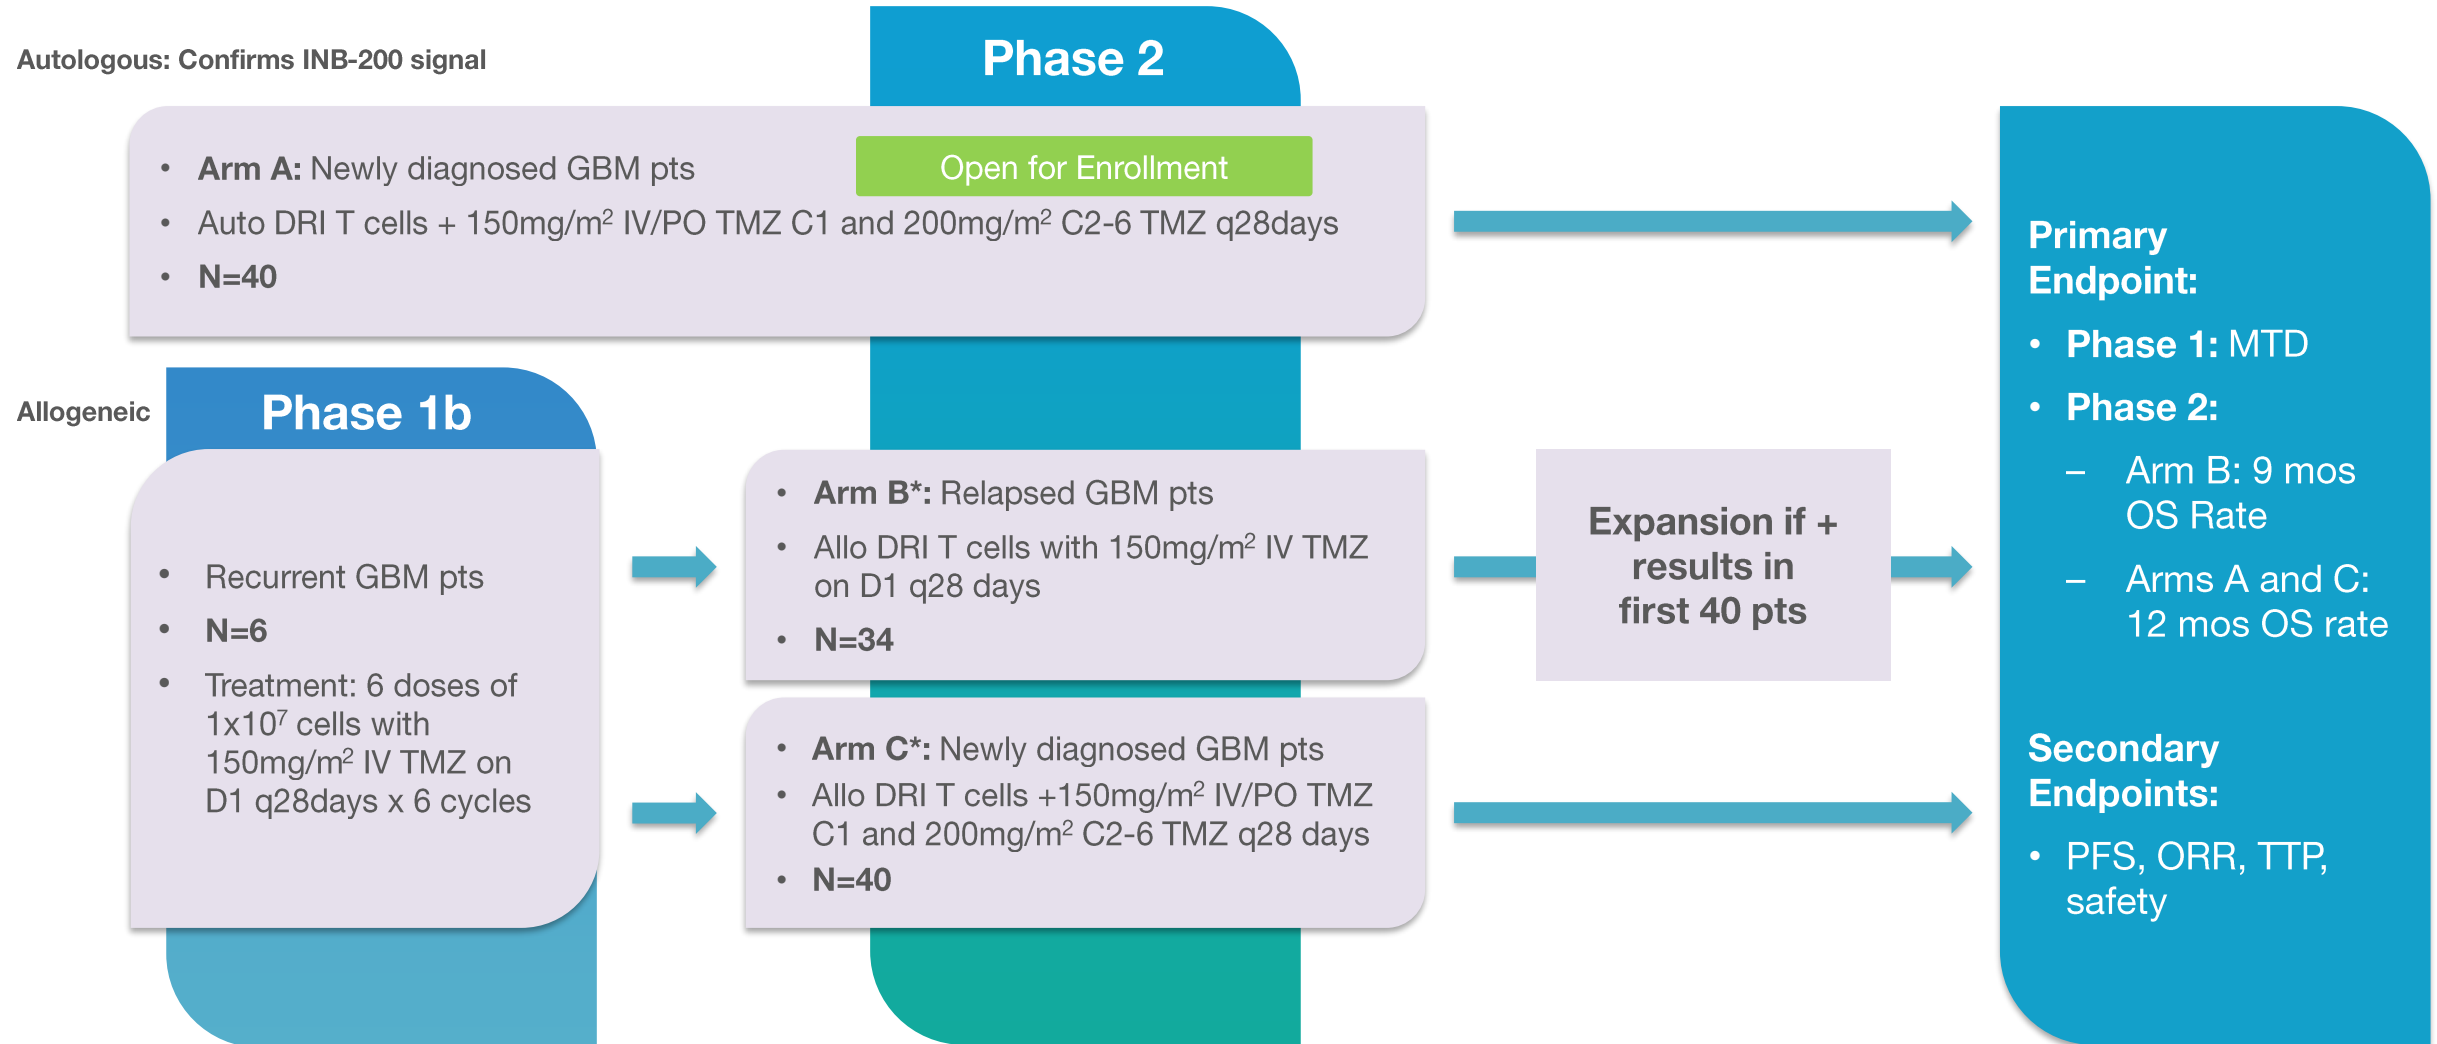 Autologous: Confirms INB-200 signal
Phase 2
• Arm A: Newly diagnosed GBM pts
Open for Enrollment
• Auto DRI T cells + 150mg/m² IV/PO TMZ C1 and 200mg/m² C2-6 TMZ q28days
• N=40
Allogeneic
Phase 1b
• Recurrent GBM pts
• N=6
• Treatment: 6 doses of
1x10⁷ cells with
150mg/m² IV TMZ on
D1 q28days x 6 cycles
• Arm B*: Relapsed GBM pts
• Allo DRI T cells with 150mg/m² IV TMZ
on D1 q28 days
• N=34
Expansion if +
results in
first 40 pts
• Arm C*: Newly diagnosed GBM pts
• Allo DRI T cells +150mg/m² IV/PO TMZ
C1 and 200mg/m² C2-6 TMZ q28 days
• N=40
Primary
Endpoint:
• Phase 1: MTD
• Phase 2:
– Arm B: 9 mos
OS Rate
– Arms A and C:
12 mos OS rate
Secondary
Endpoints:
• PFS, ORR, TTP,
safety